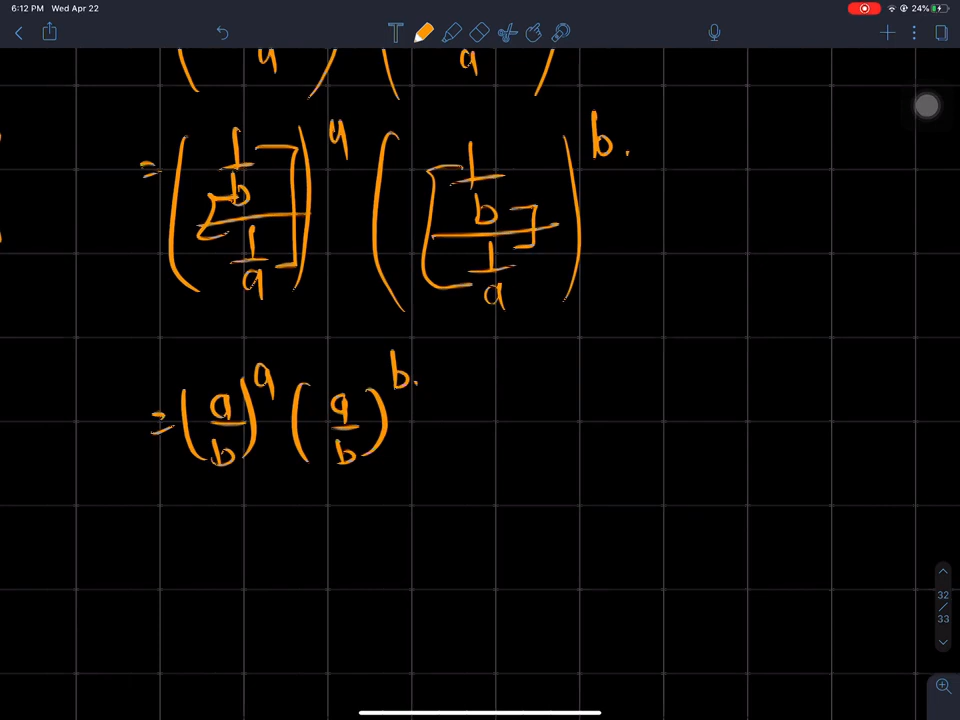 6:12 PM Wed Apr 22 24%
T
a a
= ( [ (1/b) / (1/a) ] )^a ( [ (1/b) / (1/a) ] )^b.
= (a/b)^a (a/b)^b.
32
/
33